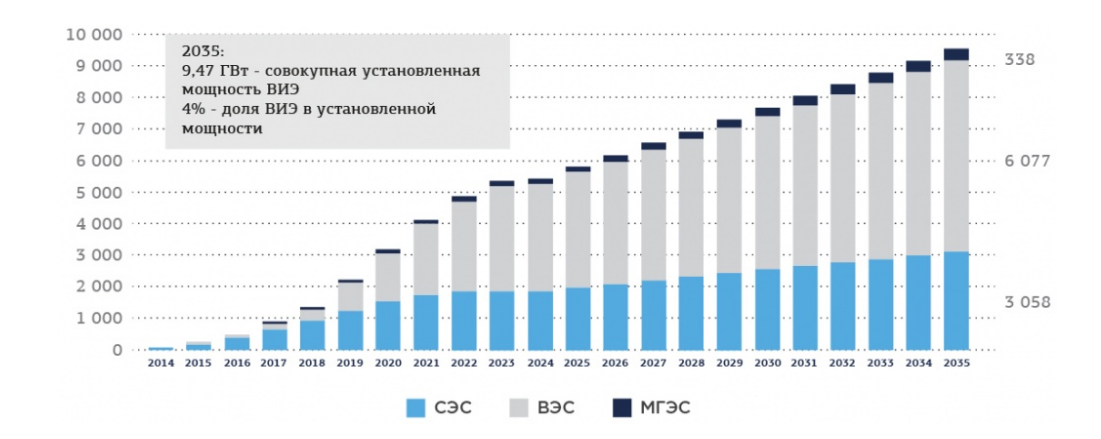 10 000
9 000
8 000
7 000
6 000
5 000
4 000
3 000
2 000
1 000
0
2035:
9,47 ГВт - совокупная установленная
мощность ВИЭ
4% - доля ВИЭ в установленной
мощности
338
6 077
3 058
2014 2015 2016 2017 2018 2019 2020 2021 2022 2023 2024 2025 2026 2027 2028 2029 2030 2031 2032 2033 2034 2035
СЭС ВЭС МГЭС